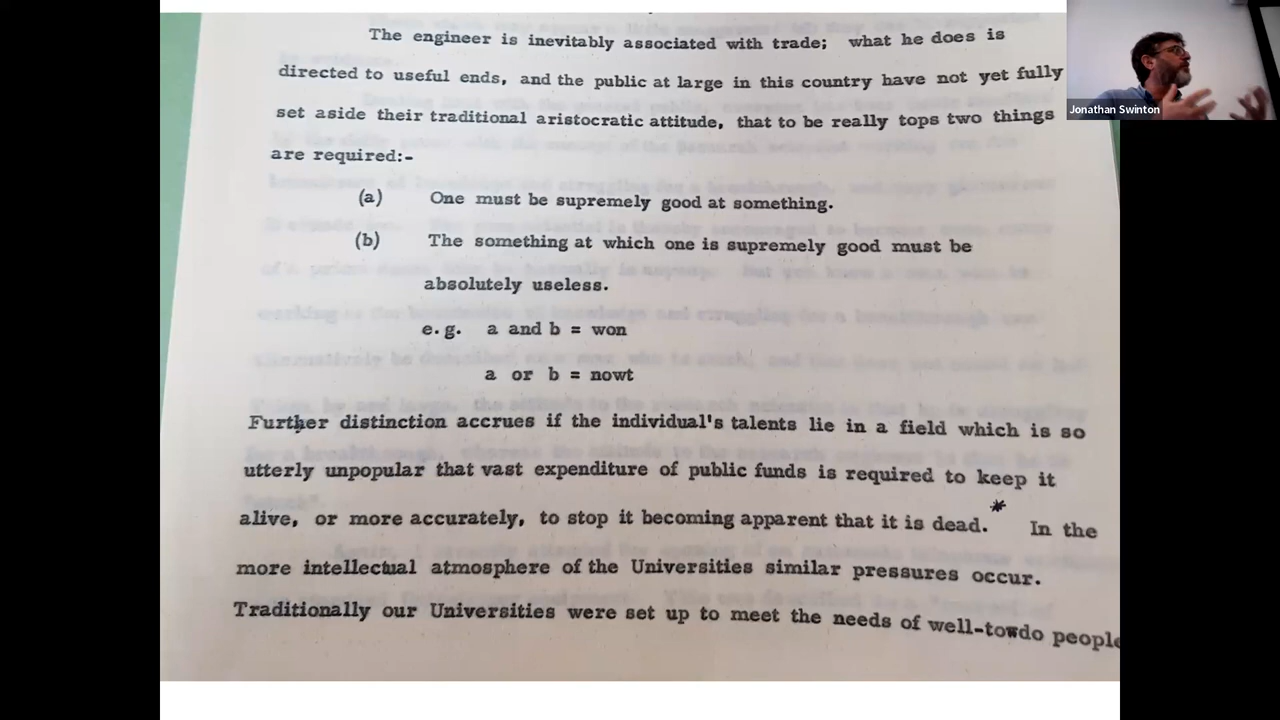 The engineer is inevitably associated with trade; what he does is
directed to useful ends, and the public at large in this country have not yet fully
set aside their traditional aristocratic attitude, that to be really tops two things
are required:-
(a) One must be supremely good at something.
(b) The something at which one is supremely good must be
absolutely useless.
e.g. a and b = won
a or b = nowt
Further distinction accrues if the individual's talents lie in a field which is so
utterly unpopular that vast expenditure of public funds is required to keep it
alive, or more accurately, to stop it becoming apparent that it is dead.* In the
more intellectual atmosphere of the Universities similar pressures occur.
Traditionally our Universities were set up to meet the needs of well-to-do people
Jonathan Swinton